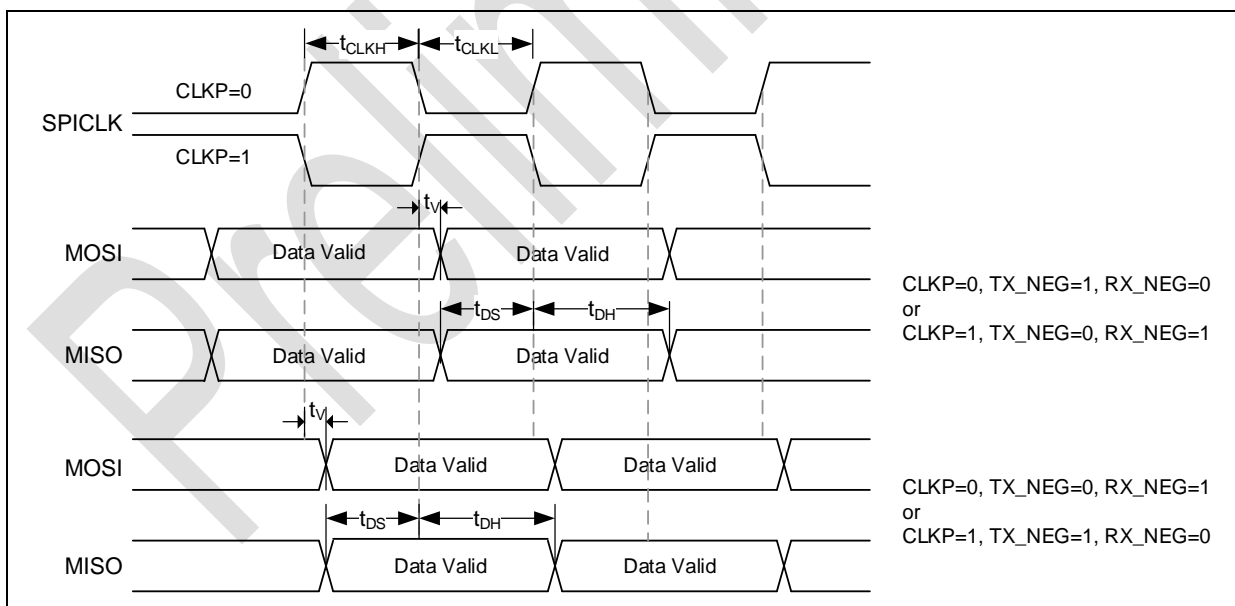 tCLKH
tCLKL
CLKP=0
SPICLK
CLKP=1
tV
MOSI
Data Valid
Data Valid
CLKP=0, TX_NEG=1, RX_NEG=0
or
CLKP=1, TX_NEG=0, RX_NEG=1
tDS
tDH
MISO
Data Valid
Data Valid
tV
MOSI
Data Valid
Data Valid
CLKP=0, TX_NEG=0, RX_NEG=1
or
CLKP=1, TX_NEG=1, RX_NEG=0
tDS
tDH
MISO
Data Valid
Data Valid
Prelimi